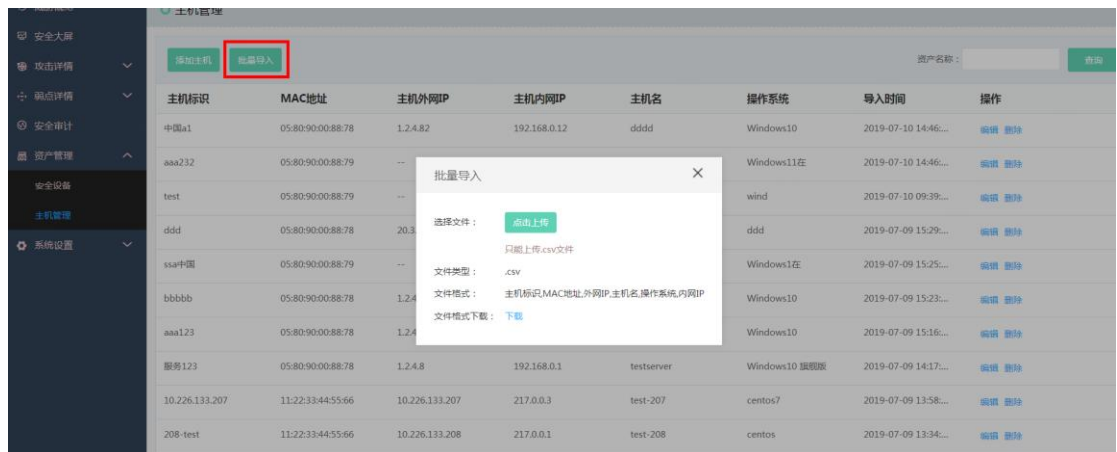 主机管理
安全大屏
攻击详情
弱点详情
安全审计
资产管理
安全设备
主机管理
系统设置
添加主机 批量导入 资产名称： 查询
主机标识 MAC地址 主机外网IP 主机内网IP 主机名 操作系统 导入时间 操作
中国a1 05:80:90:00:88:78 1.2.4.82 192.168.0.12 dddd Windows10 2019-07-10 14:46:... 编辑 删除
aaa232 05:80:90:00:88:79 -- Windows11在 2019-07-10 14:46:... 编辑 删除
test 05:80:90:00:88:79 -- wind 2019-07-10 09:39:... 编辑 删除
ddd 05:80:90:00:88:78 20.3. ddd 2019-07-09 15:29:... 编辑 删除
ssa中国 05:80:90:00:88:79 -- Windows1在 2019-07-09 15:25:... 编辑 删除
bbbbb 05:80:90:00:88:78 1.2.4 Windows10 2019-07-09 15:23:... 编辑 删除
aaa123 05:80:90:00:88:78 1.2.4 Windows10 2019-07-09 15:16:... 编辑 删除
服务123 05:80:90:00:88:78 1.2.4.8 192.168.0.1 testserver Windows10 旗舰版 2019-07-09 14:17:... 编辑 删除
10.226.133.207 11:22:33:44:55:66 10.226.133.207 217.0.0.3 test-207 centos7 2019-07-09 13:58:... 编辑 删除
208-test 11:22:33:44:55:66 10.226.133.208 217.0.0.1 test-208 centos 2019-07-09 13:34:... 编辑 删除
批量导入
选择文件： 点击上传
只能上传.csv文件
文件类型： .csv
文件格式： 主机标识,MAC地址,外网IP,主机名,操作系统,内网IP
文件格式下载： 下载